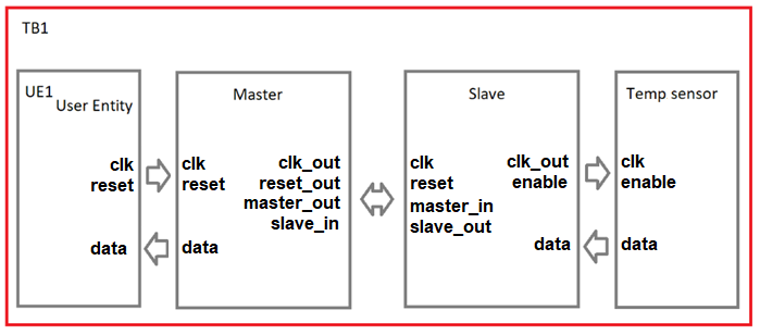 TB1
UE1
User Entity
clk
reset
data
Master
clk
reset
data
clk_out
reset_out
master_out
slave_in
Slave
clk
reset
master_in
slave_out
clk_out
enable
data
Temp sensor
clk
enable
data